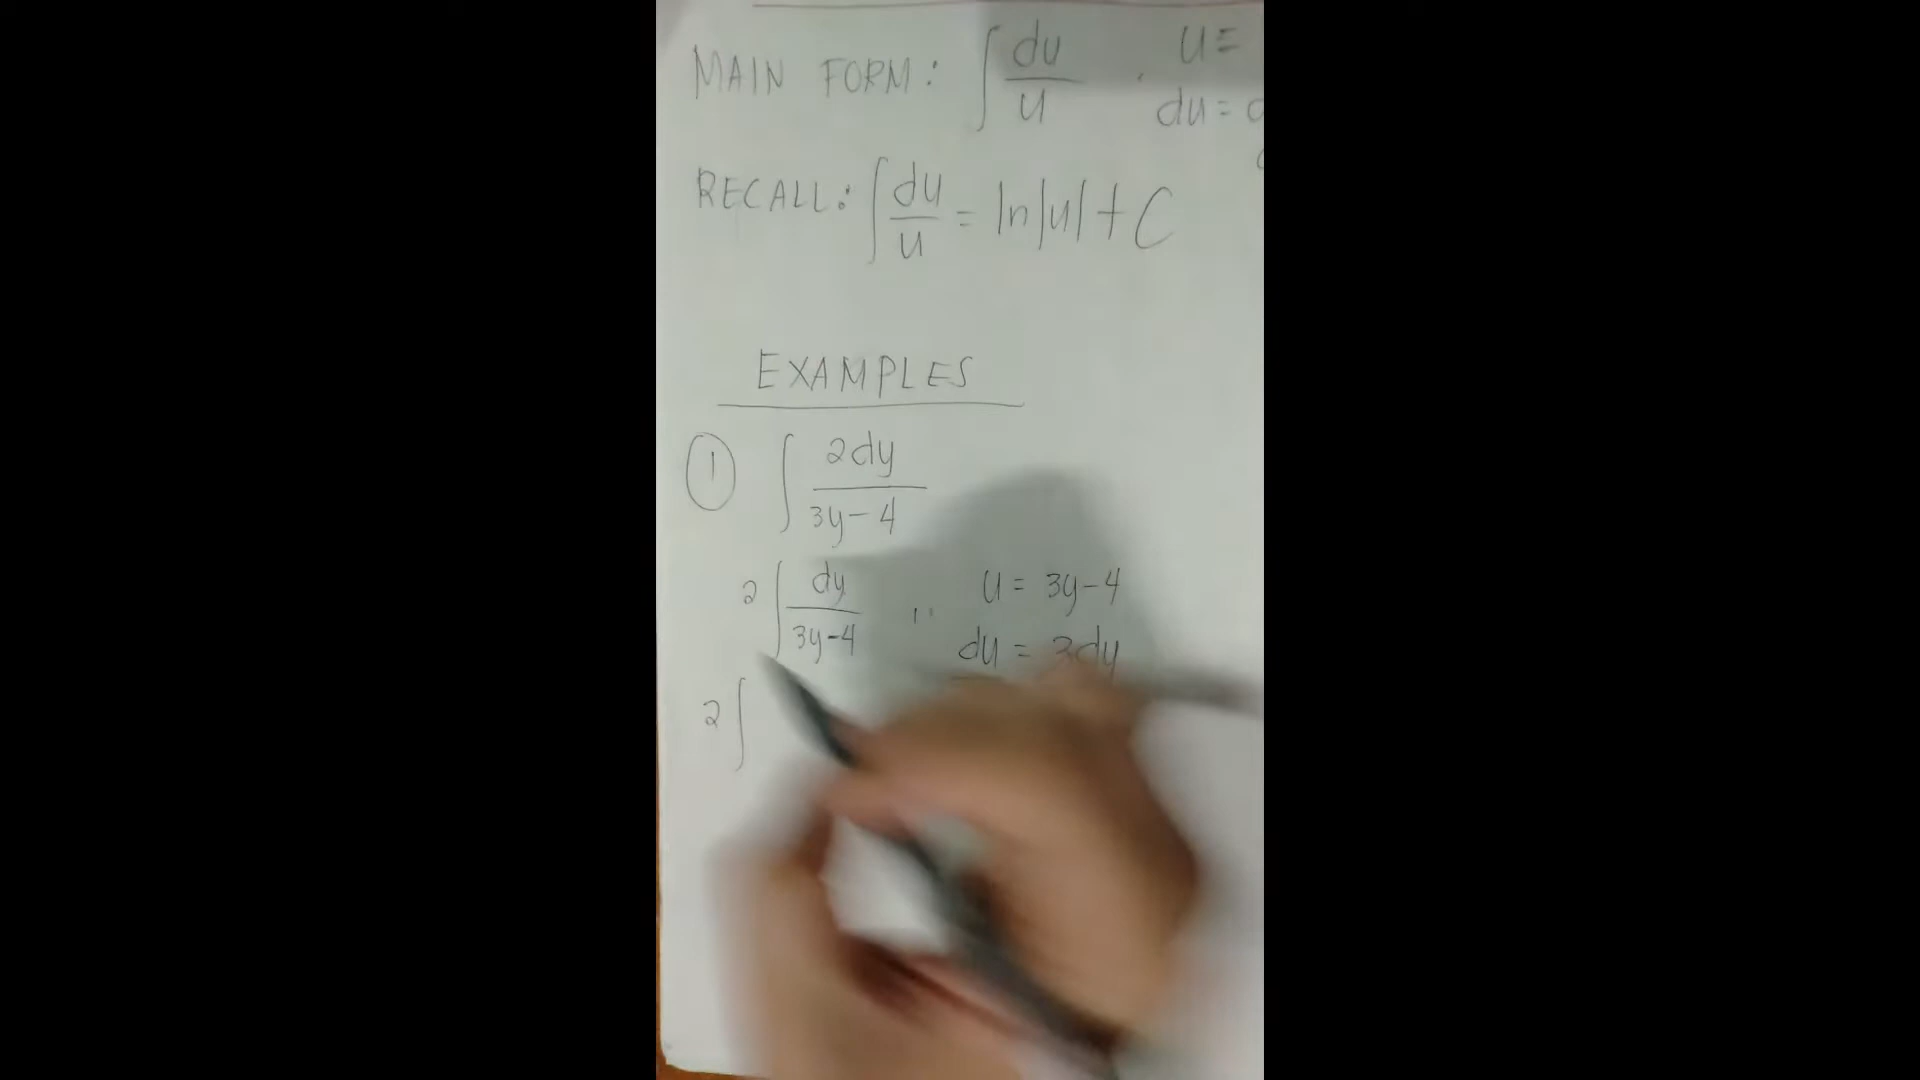 MAIN FORM: ∫ du/u , u =
du =
RECALL: ∫ du/u = ln|u| + C
EXAMPLES
① ∫ 2dy/3y-4
2 ∫ dy/3y-4 ; u = 3y-4
du = 3dy
2 ∫